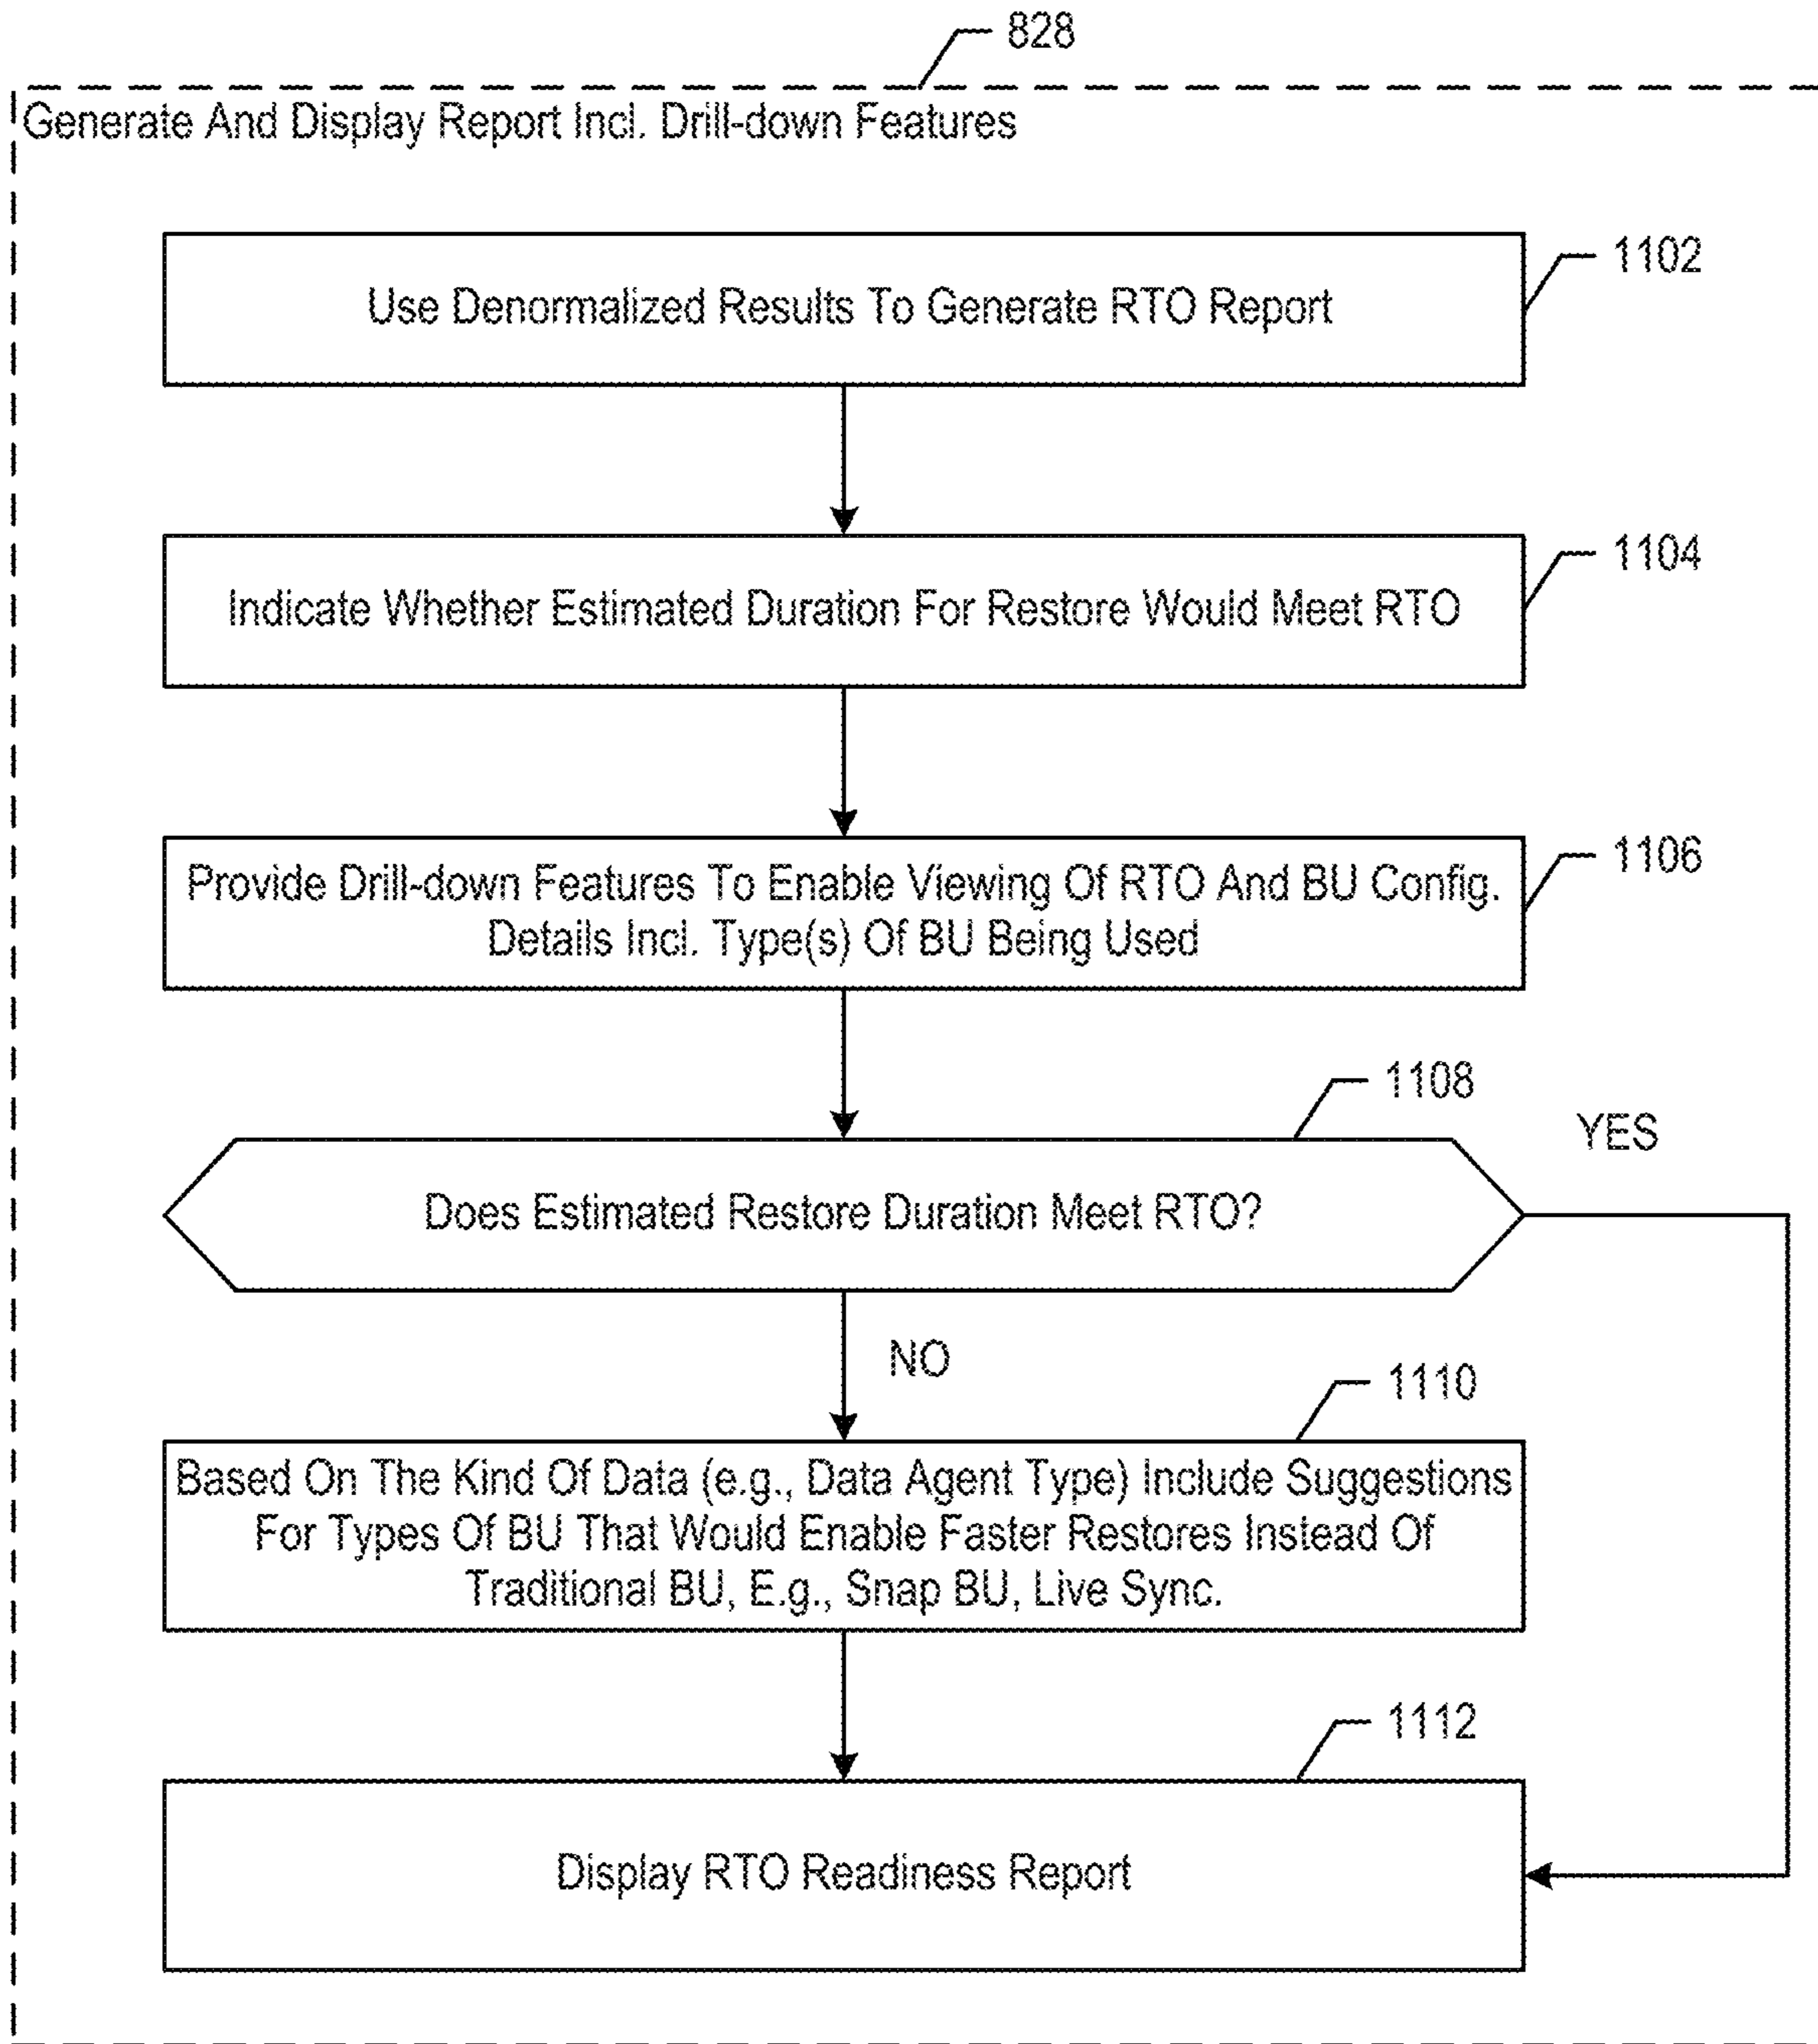 828
Generate And Display Report Incl. Drill-down Features
1102
Use Denormalized Results To Generate RTO Report
1104
Indicate Whether Estimated Duration For Restore Would Meet RTO
1106
Provide Drill-down Features To Enable Viewing Of RTO And BU Config.
Details Incl. Type(s) Of BU Being Used
1108
YES
Does Estimated Restore Duration Meet RTO?
NO
1110
Based On The Kind Of Data (e.g., Data Agent Type) Include Suggestions
For Types Of BU That Would Enable Faster Restores Instead Of
Traditional BU, E.g., Snap BU, Live Sync.
1112
Display RTO Readiness Report